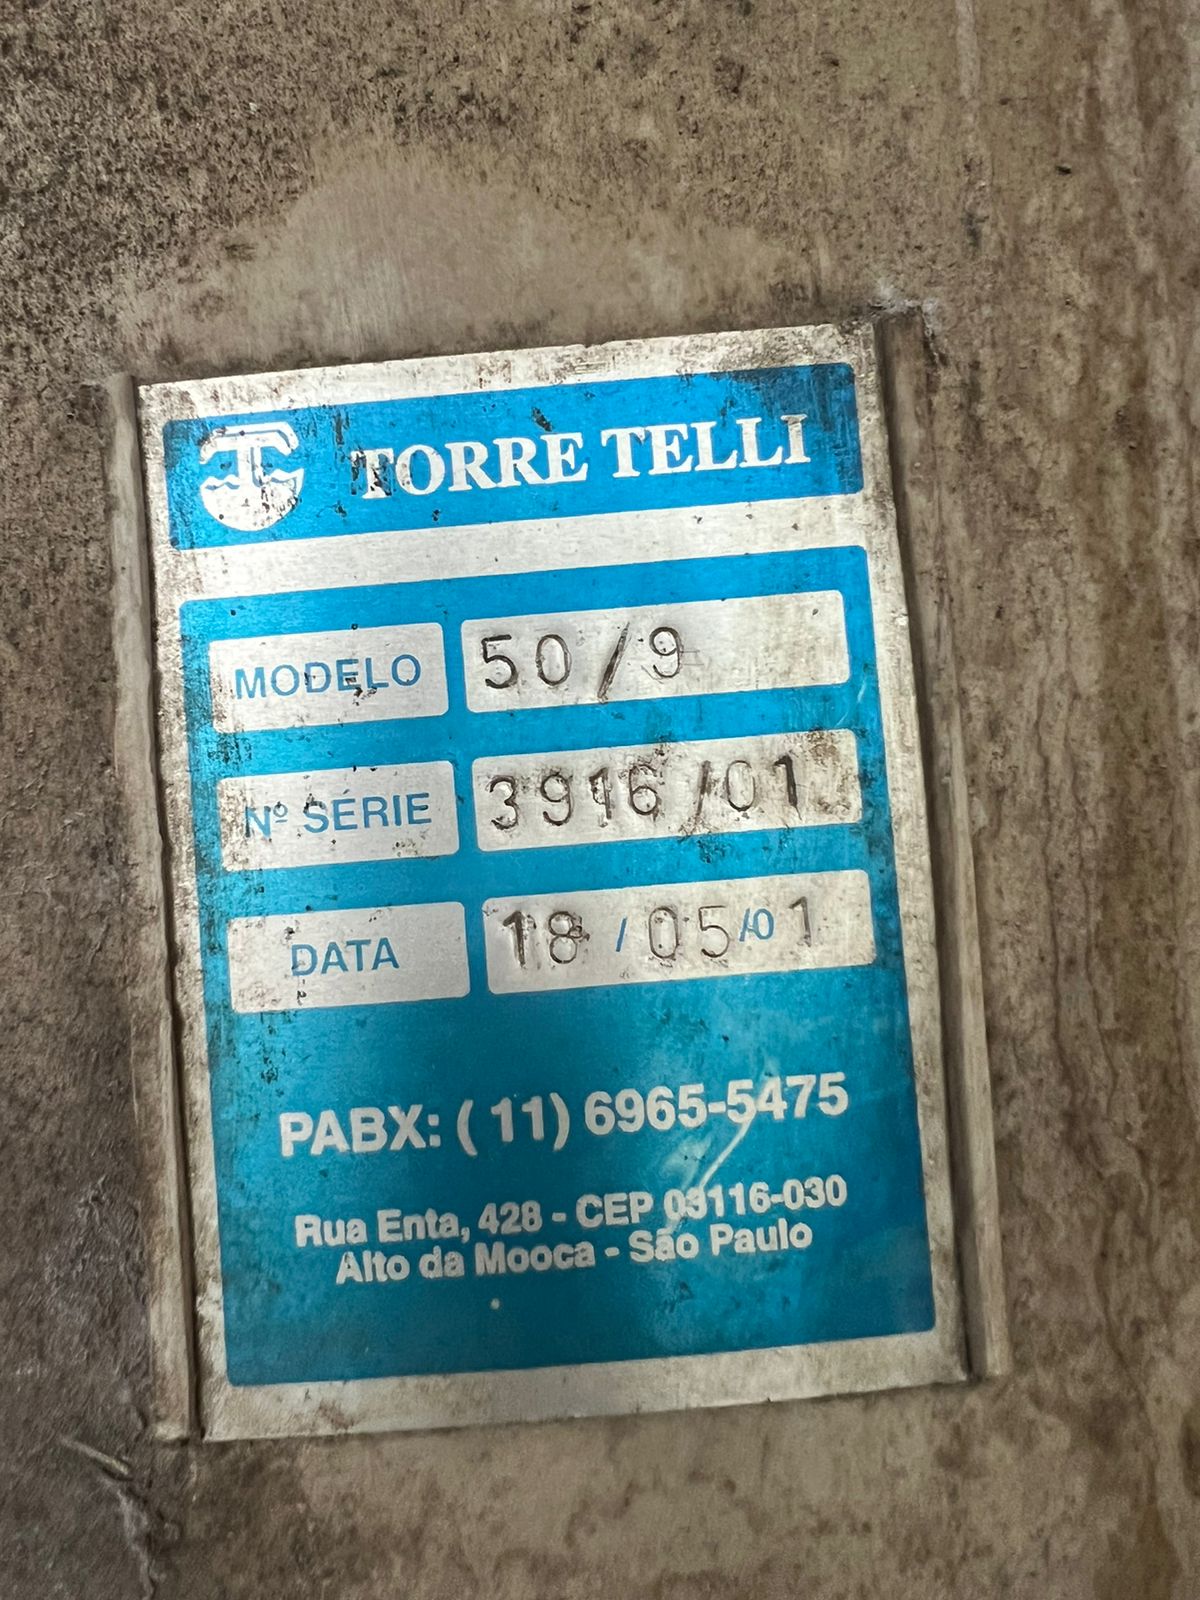 TORRE TELLI
MODELO 50/9
Nº SÉRIE 3916/01
DATA 18/05/01
PABX: (11) 6965-5475
Rua Enta, 428 - CEP 03116-030
Alto da Mooca - São Paulo